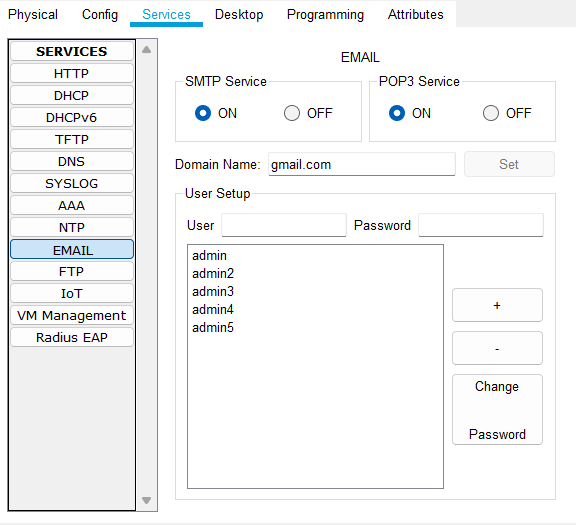 Physical Config Services Desktop Programming Attributes
SERVICES
HTTP
DHCP
DHCPv6
TFTP
DNS
SYSLOG
AAA
NTP
EMAIL
FTP
IoT
VM Management
Radius EAP
EMAIL
SMTP Service
ON OFF
POP3 Service
ON OFF
Domain Name: gmail.com Set
User Setup
User Password
admin
admin2
admin3
admin4
admin5
+
-
Change
Password